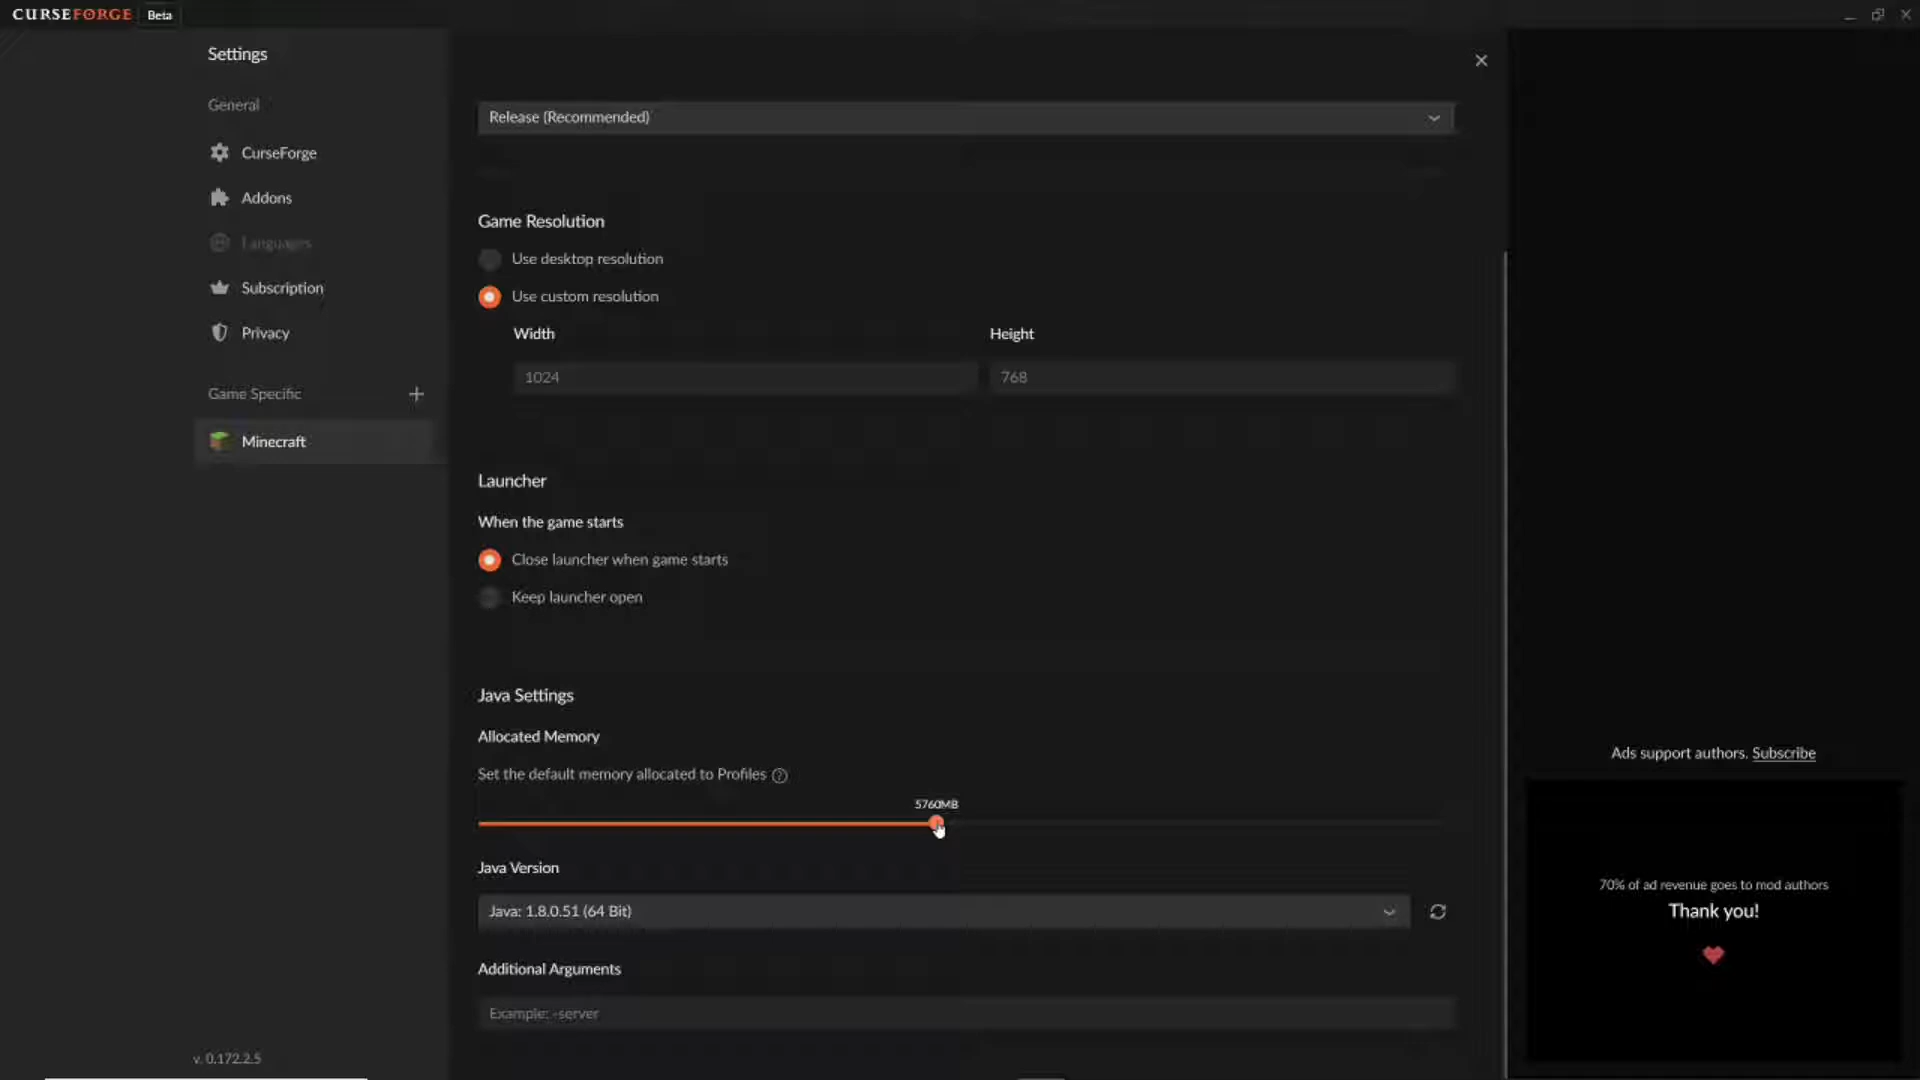 CURSEFORGE Beta
Settings
General
CurseForge
Addons
Languages
Subscription
Privacy
Game Specific
Minecraft
v. 0.172.2.5
Release (Recommended)
Game Resolution
Use desktop resolution
Use custom resolution
Width Height
1024 768
Launcher
When the game starts
Close launcher when game starts
Keep launcher open
Java Settings
Allocated Memory
Set the default memory allocated to Profiles ?
5760MB
Java Version
Java: 1.8.0.51 (64 Bit)
Additional Arguments
Example: -server
Ads support authors. Subscribe
70% of ad revenue goes to mod authors
Thank you!